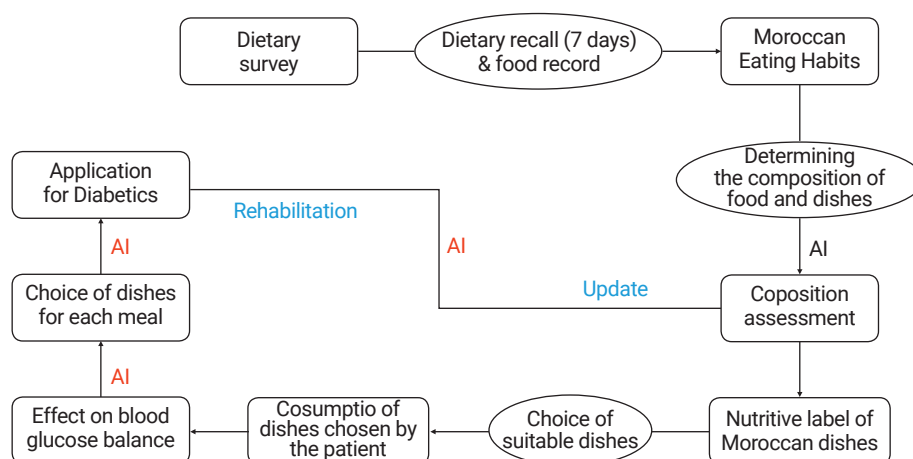 Dietary
survey
Dietary recall (7 days)
& food record
Moroccan
Eating Habits
Determining
the composition of
food and dishes
AI
Coposition
assessment
Nutritive label of
Moroccan dishes
Choice of
suitable dishes
Cosumptio of
dishes chosen by
the patient
Effect on blood
glucose balance
AI
Choice of dishes
for each meal
AI
Application
for Diabetics
Rehabilitation
AI
Update